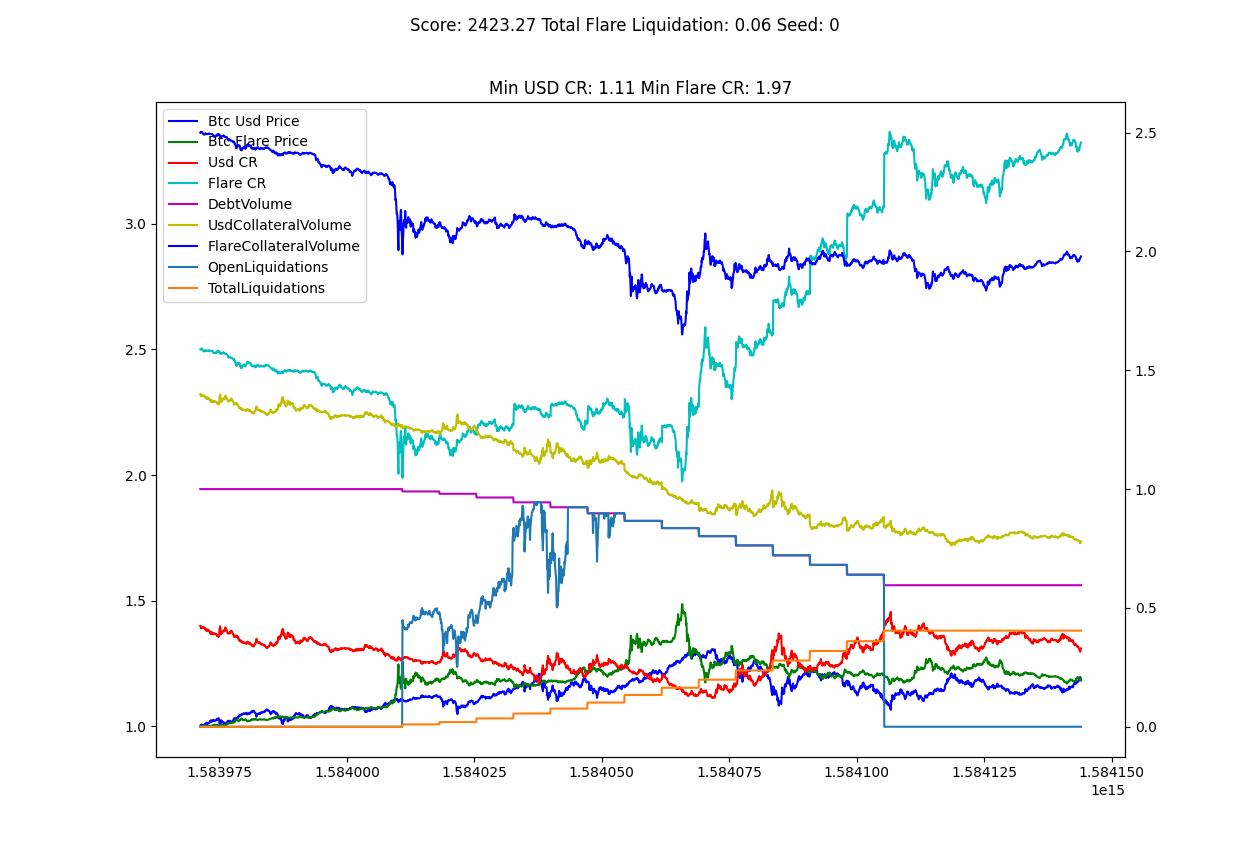 Score: 2423.27 Total Flare Liquidation: 0.06 Seed: 0
Min USD CR: 1.11 Min Flare CR: 1.97
Btc Usd Price
Btc Flare Price
Usd CR
Flare CR
DebtVolume
UsdCollateralVolume
FlareCollateralVolume
OpenLiquidations
TotalLiquidations
3.0
2.5
2.0
1.5
1.0
2.5
2.0
1.5
1.0
0.5
0.0
1.583975 1.584000 1.584025 1.584050 1.584075 1.584100 1.584125 1.584150
1e15